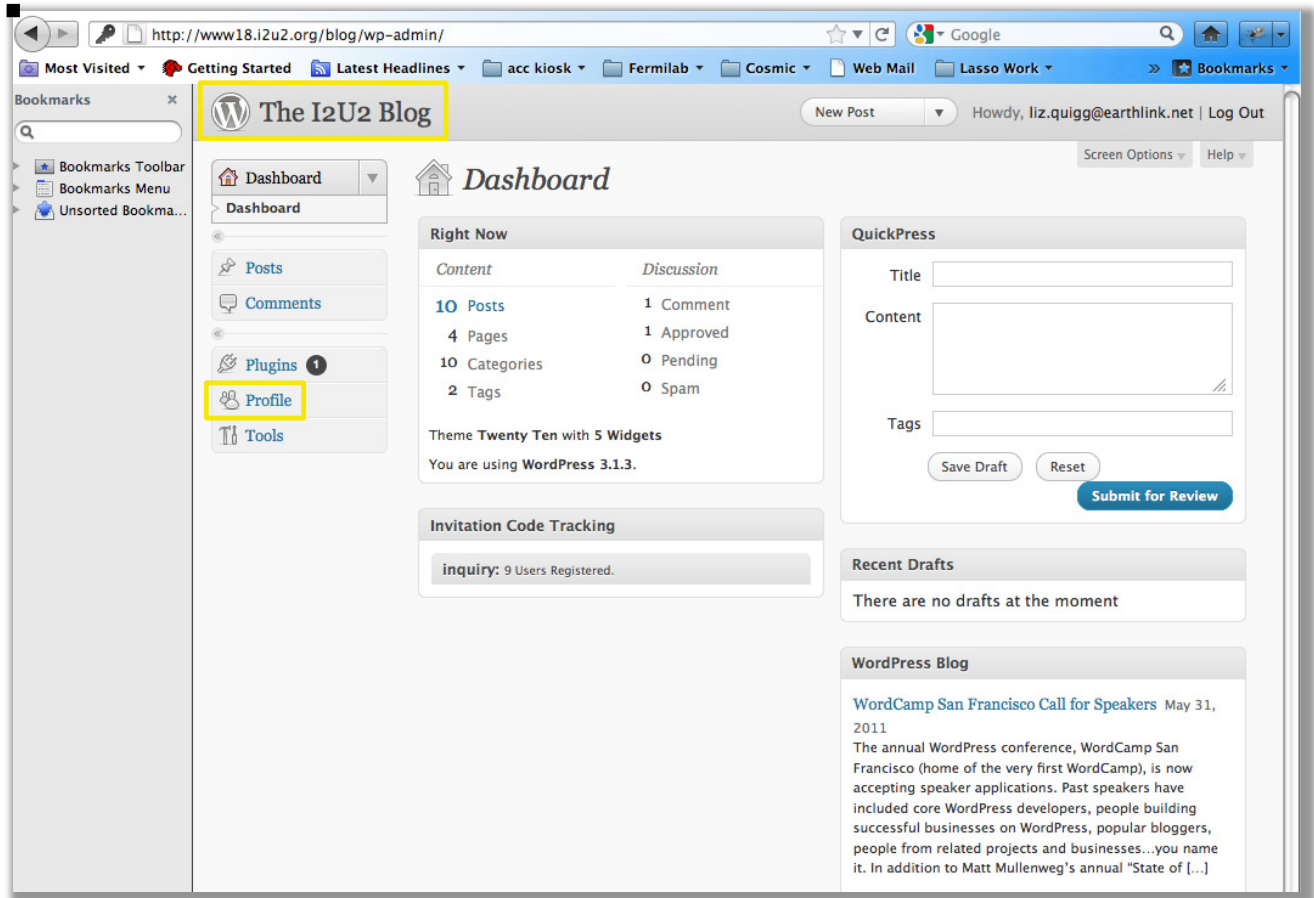 http://www18.i2u2.org/blog/wp-admin/
Google
Most Visited
Getting Started
Latest Headlines
acc kiosk
Fermilab
Cosmic
Web Mail
Lasso Work
»
Bookmarks
Bookmarks
Bookmarks Toolbar
Bookmarks Menu
Unsorted Bookma...
The I2U2 Blog
New Post
Howdy, liz.quigg@earthlink.net | Log Out
Screen Options
Help
Dashboard
Dashboard
Posts
Comments
Plugins 1
Profile
Tools
Dashboard
Right Now
Content
Discussion
10 Posts
1 Comment
4 Pages
1 Approved
10 Categories
0 Pending
2 Tags
0 Spam
Theme Twenty Ten with 5 Widgets
You are using WordPress 3.1.3.
Invitation Code Tracking
inquiry: 9 Users Registered.
QuickPress
Title
Content
Tags
Save Draft
Reset
Submit for Review
Recent Drafts
There are no drafts at the moment
WordPress Blog
WordCamp San Francisco Call for Speakers May 31,
2011
The annual WordPress conference, WordCamp San
Francisco (home of the very first WordCamp), is now
accepting speaker applications. Past speakers have
included core WordPress developers, people building
successful businesses on WordPress, popular bloggers,
people from related projects and businesses…you name
it. In addition to Matt Mullenweg's annual “State of […]